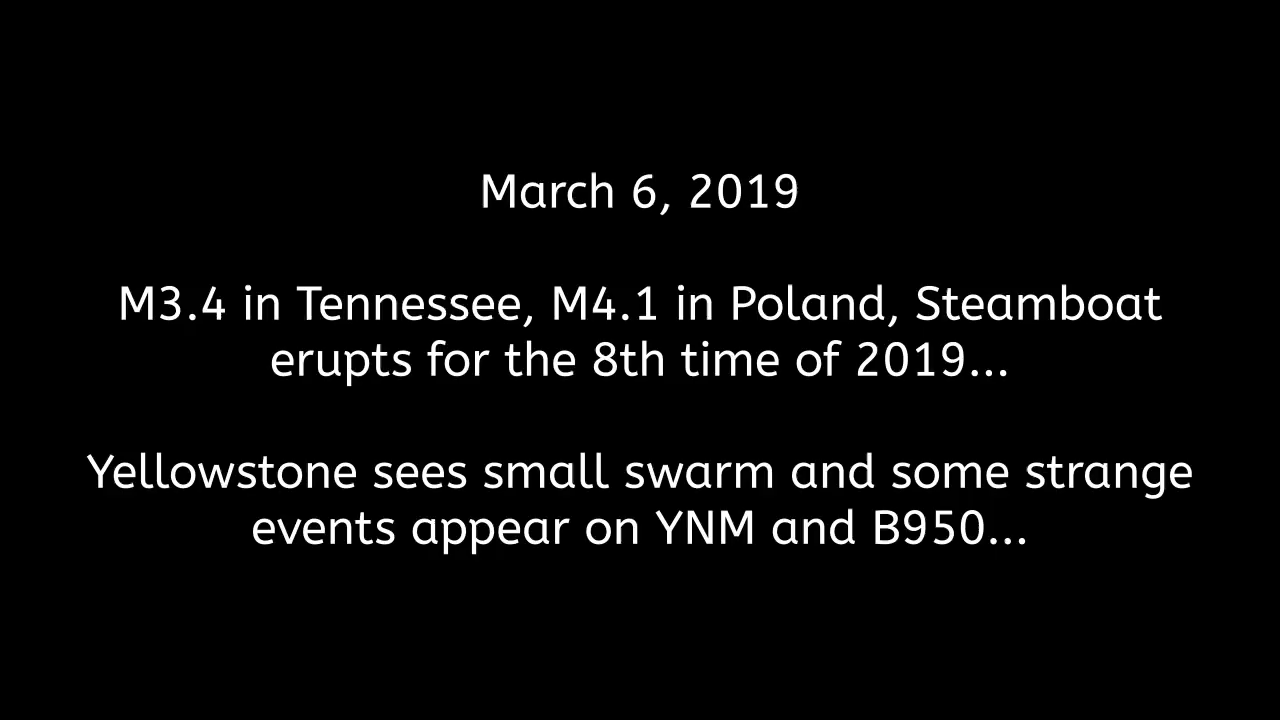 March 6, 2019
M3.4 in Tennessee, M4.1 in Poland, Steamboat
erupts for the 8th time of 2019...
Yellowstone sees small swarm and some strange
events appear on YNM and B950...